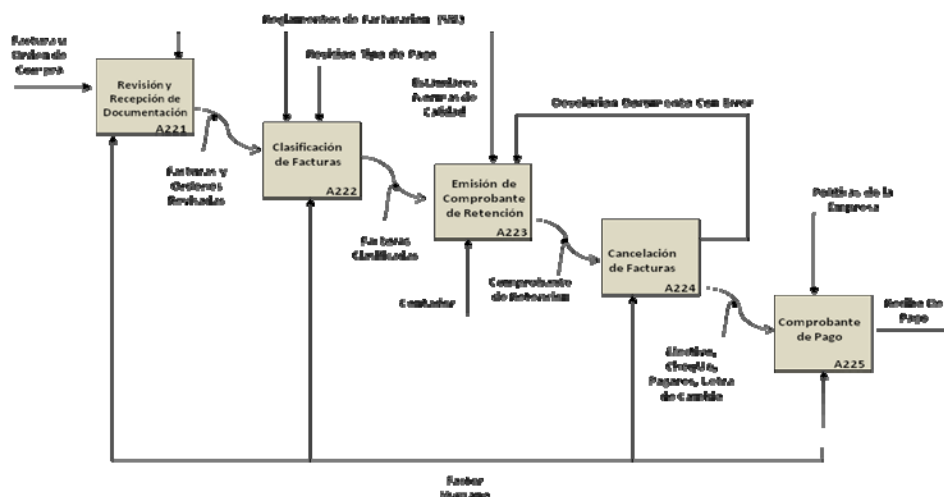 Reglamentos de Facturacion
Facturas u
Orden de
Compra
Revisión y
Recepción de
Documentación
A221
Recibido Tipo de Pago
Estandares
Normas de
Calidad
Devolucion Documento Con Error
Clasificación
de Facturas
A222
Facturas y
Ordenes
Revisadas
Emisión de
Comprobante
de Retención
A223
Politicas de la
Empresa
Facturas
Clasificadas
Cancelación
de Facturas
A224
Comprobante
de Retencion
Contador
Comprobante
de Pago
A225
Recibo De
Pago
Efectivo,
Cheque,
Pagares, Letra
de Cambio
Factor
Humano